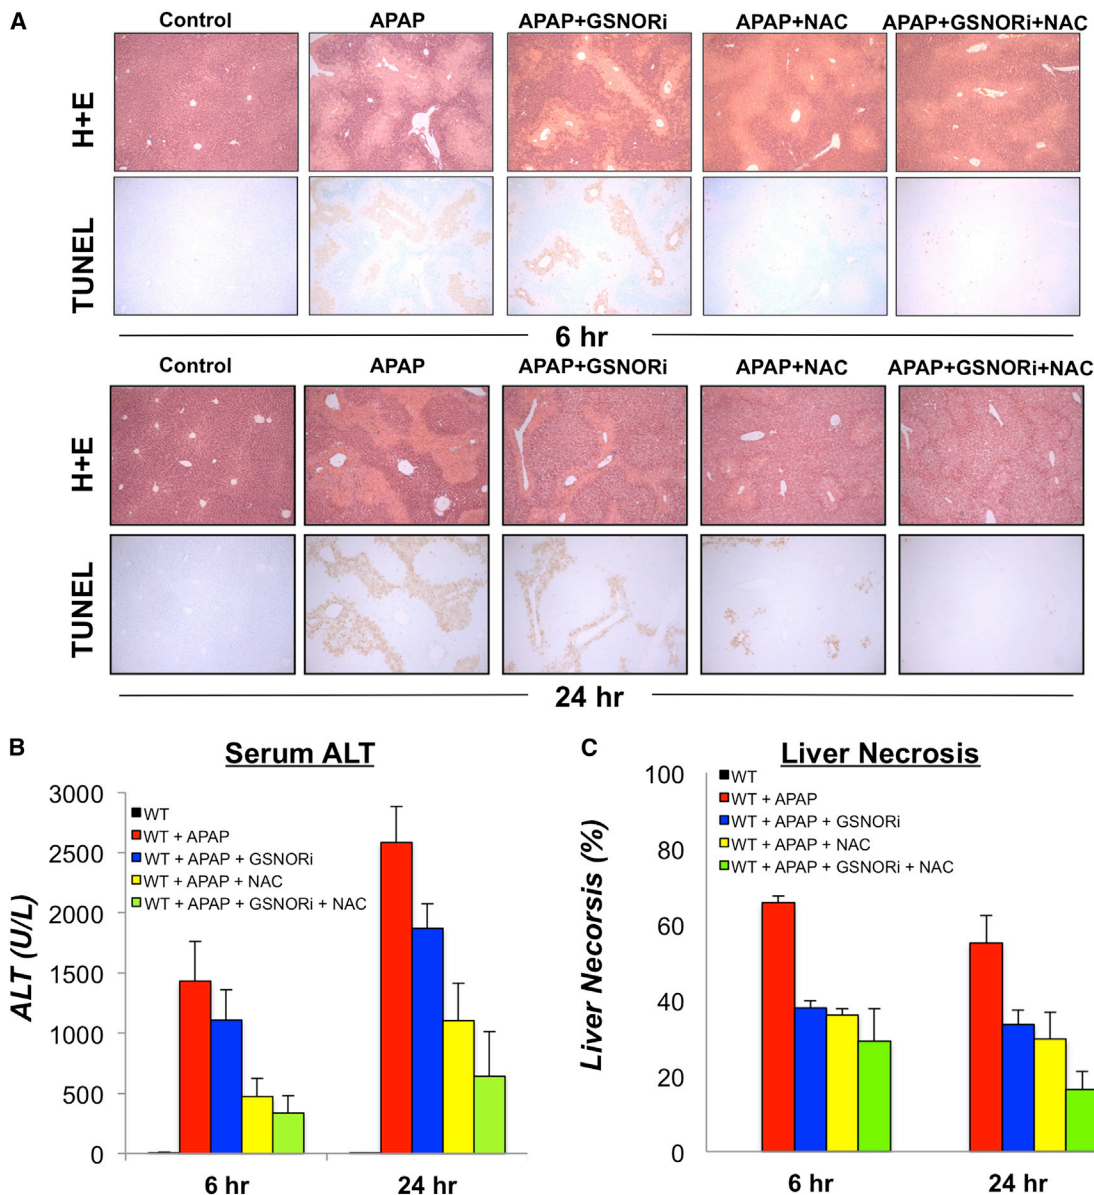 A
Control
APAP
APAP+GSNORi
APAP+NAC
APAP+GSNORi+NAC
H+E
TUNEL
6 hr
Control
APAP
APAP+GSNORi
APAP+NAC
APAP+GSNORi+NAC
H+E
TUNEL
24 hr
B
Serum ALT
ALT (U/L)
3000
2500
2000
1500
1000
500
0
WT
WT + APAP
WT + APAP + GSNORi
WT + APAP + NAC
WT + APAP + GSNORi + NAC
6 hr
24 hr
C
Liver Necrosis
Liver Necorsis (%)
100
80
60
40
20
0
WT
WT + APAP
WT + APAP + GSNORi
WT + APAP + NAC
WT + APAP + GSNORi + NAC
6 hr
24 hr